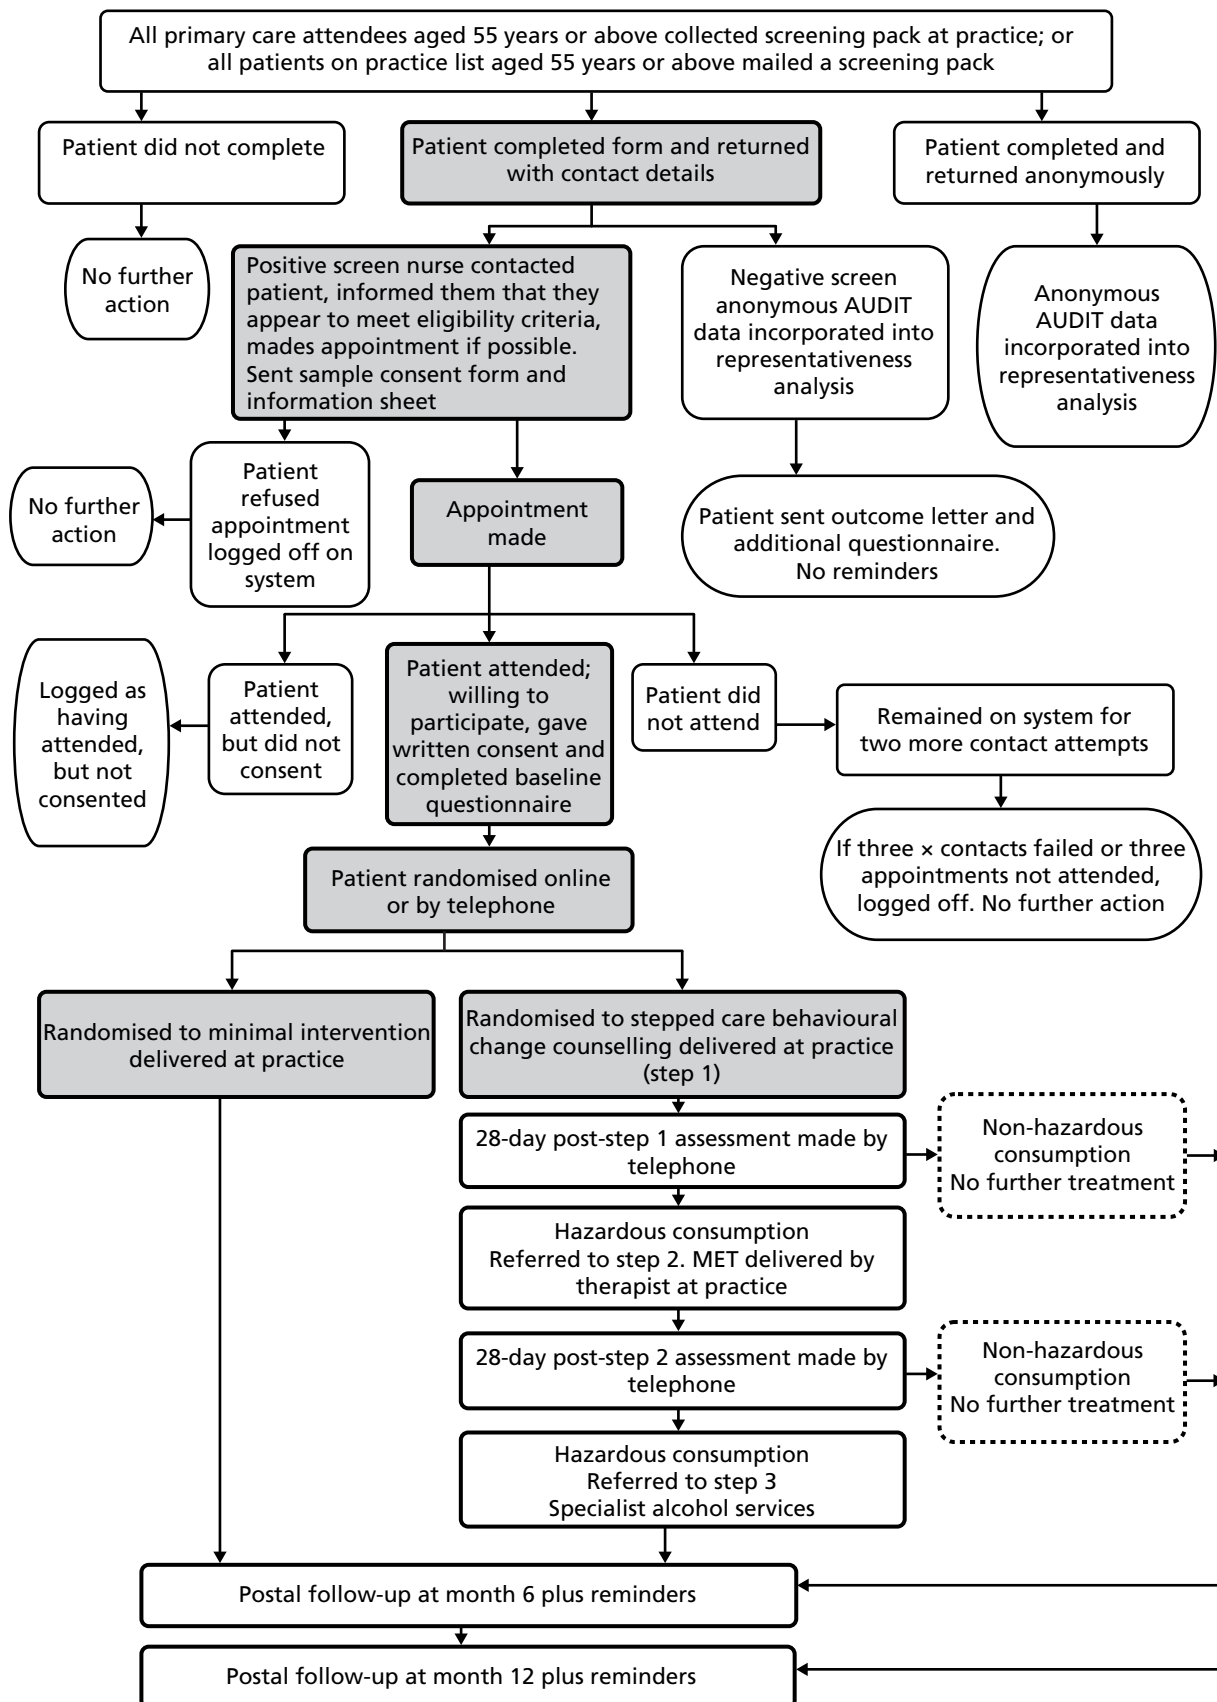 All primary care attendees aged 55 years or above collected screening pack at practice; or
all patients on practice list aged 55 years or above mailed a screening pack
Patient did not complete
Patient completed form and returned
with contact details
Patient completed and
returned anonymously
No further
action
Positive screen nurse contacted
patient, informed them that they
appear to meet eligibility criteria,
mades appointment if possible.
Sent sample consent form and
information sheet
Negative screen
anonymous AUDIT
data incorporated into
representativeness
analysis
Anonymous
AUDIT data
incorporated into
representativeness
analysis
No further
action
Patient
refused
appointment
logged off on
system
Appointment
made
Patient sent outcome letter and
additional questionnaire.
No reminders
Logged as
having
attended,
but not
consented
Patient
attended,
but did not
consent
Patient attended;
willing to
participate, gave
written consent and
completed baseline
questionnaire
Patient did
not attend
Remained on system for
two more contact attempts
If three × contacts failed or three
appointments not attended,
logged off. No further action
Patient randomised online
or by telephone
Randomised to minimal intervention
delivered at practice
Randomised to stepped care behavioural
change counselling delivered at practice
(step 1)
28-day post-step 1 assessment made by
telephone
Non-hazardous
consumption
No further treatment
Hazardous consumption
Referred to step 2. MET delivered by
therapist at practice
28-day post-step 2 assessment made by
telephone
Non-hazardous
consumption
No further treatment
Hazardous consumption
Referred to step 3
Specialist alcohol services
Postal follow-up at month 6 plus reminders
Postal follow-up at month 12 plus reminders